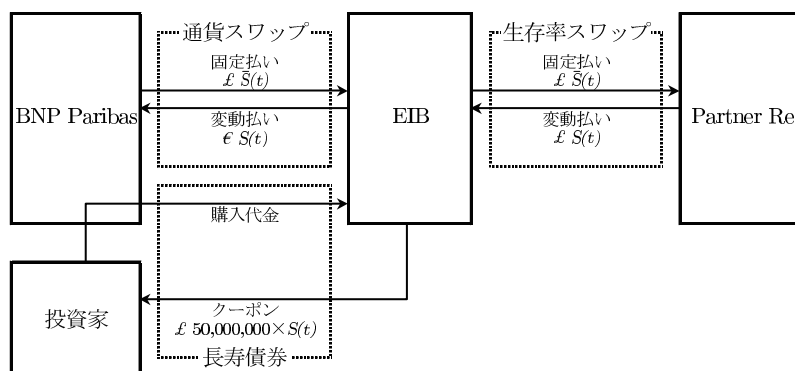 通貨スワップ
固定払い
£ S̄(t)
変動払い
€ S(t)
BNP Paribas
EIB
生存率スワップ
固定払い
£ S̄(t)
変動払い
£ S(t)
Partner Re
購入代金
投資家
クーポン
£ 50,000,000×S(t)
長寿債券